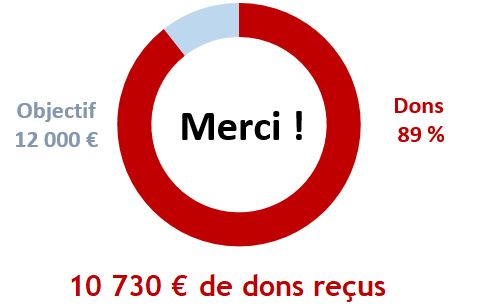 Objectif
12 000 €
Merci !
Dons
89 %
10 730 € de dons reçus